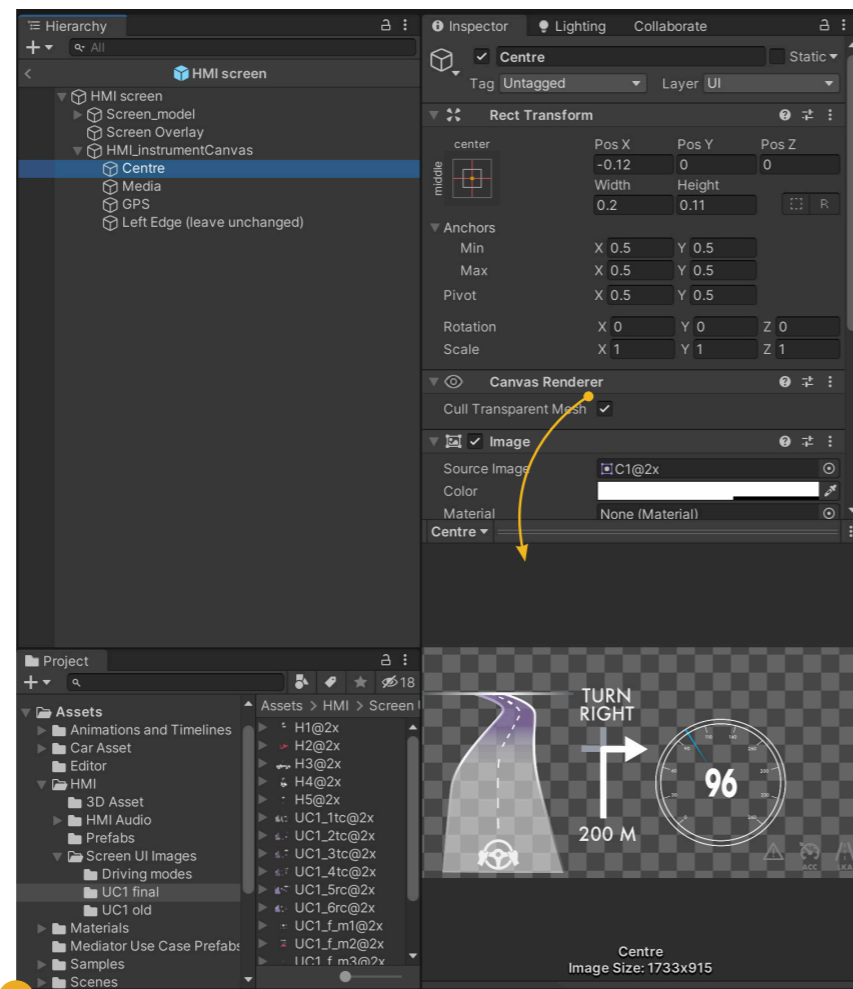 Hierarchy
All
HMI screen
HMI screen
Screen_model
Screen Overlay
HMI_instrumentCanvas
Centre
Media
GPS
Left Edge (leave unchanged)
Inspector Lighting Collaborate
Centre Static
Tag Untagged Layer UI
Rect Transform
center Pos X Pos Y Pos Z
middle -0.12 0 0
Width Height
0.2 0.11 R
Anchors
Min X 0.5 Y 0.5
Max X 0.5 Y 0.5
Pivot X 0.5 Y 0.5
Rotation X 0 Y 0 Z 0
Scale X 1 Y 1 Z 1
Canvas Renderer
Cull Transparent Mesh
Image
Source Image C1@2x
Color
Material None (Material)
Centre
TURN
RIGHT
200 M
96
ACC LKA
Centre
Image Size: 1733x915
Project
18
Assets
Animations and Timelines
Car Asset
Editor
HMI
3D Asset
HMI Audio
Prefabs
Screen UI Images
Driving modes
UC1 final
UC1 old
Materials
Mediator Use Case Prefabs
Samples
Scenes
Assets > HMI > Screen
H1@2x
H2@2x
H3@2x
H4@2x
H5@2x
UC1_1tc@2x
UC1_2tc@2x
UC1_3tc@2x
UC1_4tc@2x
UC1_5rc@2x
UC1_6rc@2x
UC1_f_m1@2x
UC1_f_m2@2x
UC1_f_m3@2x